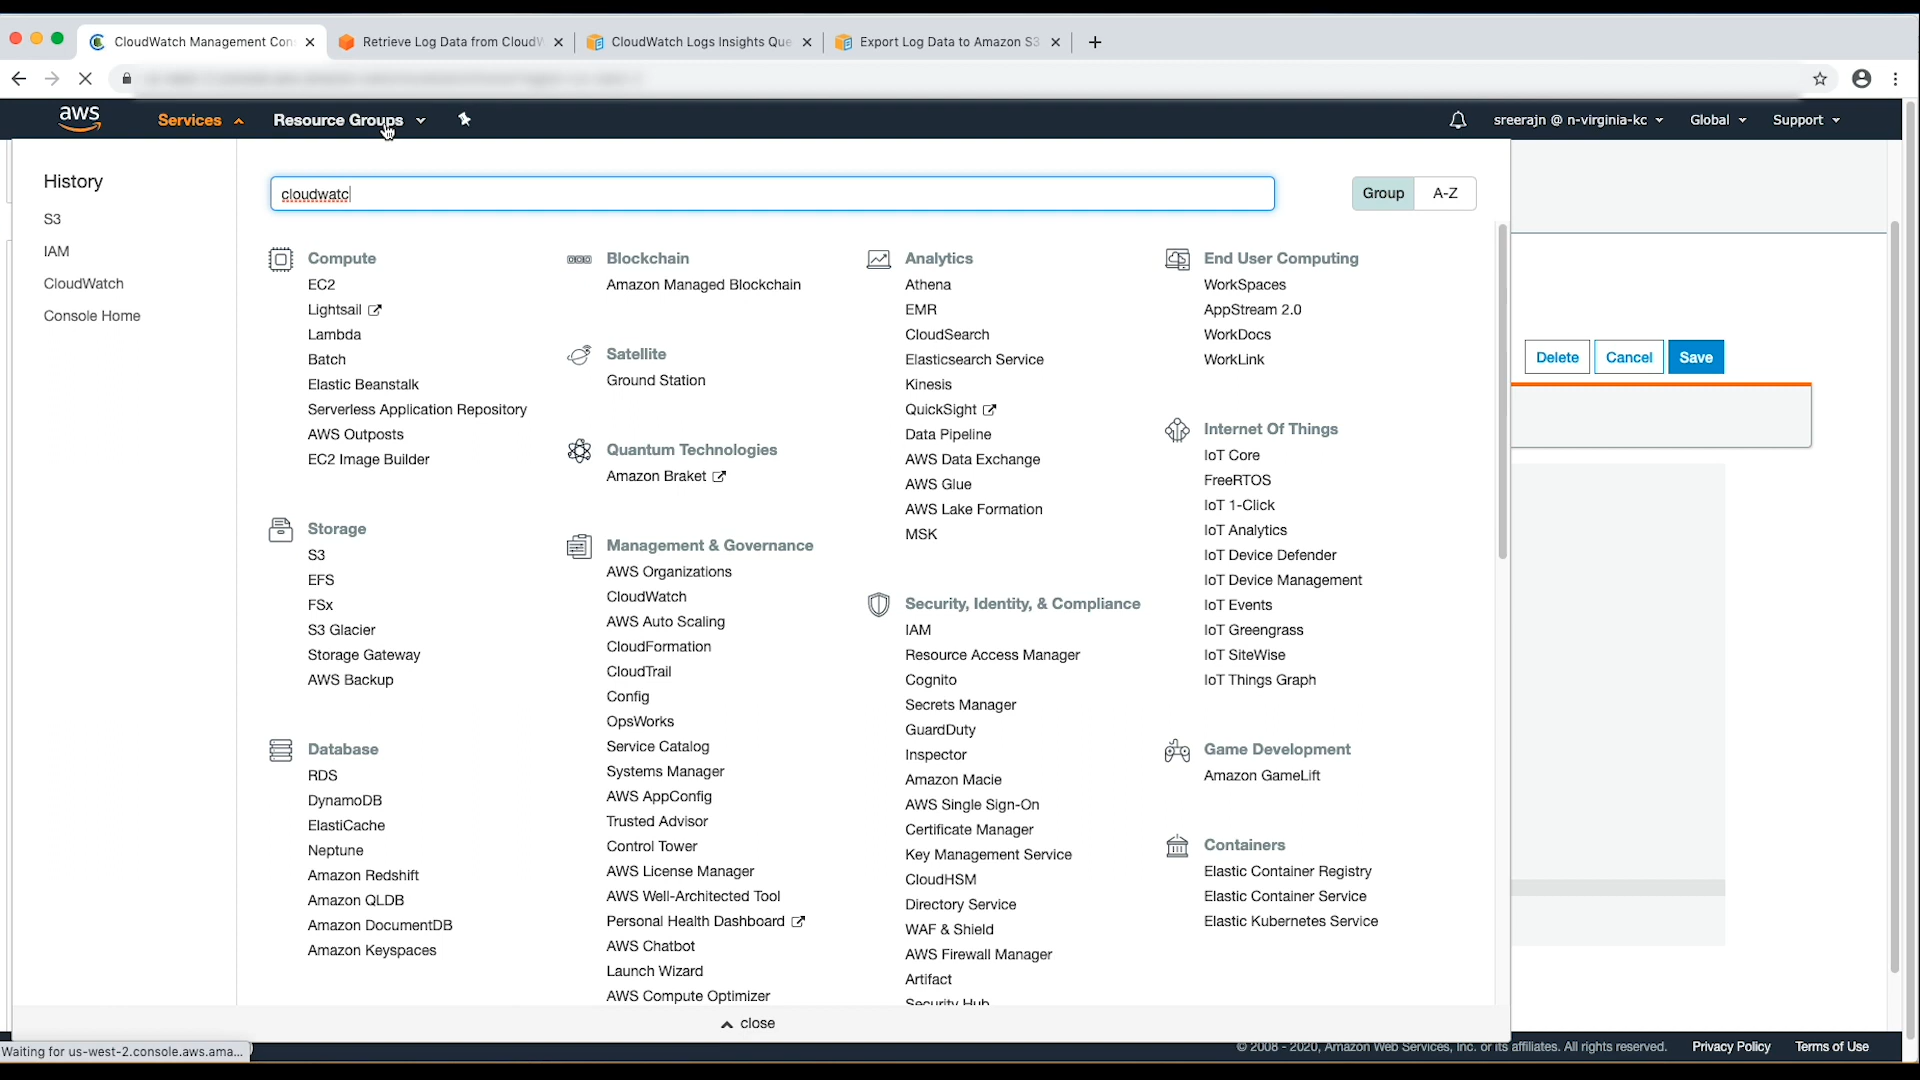 CloudWatch Management Con
Retrieve Log Data from CloudW
CloudWatch Logs Insights Que
Export Log Data to Amazon S3
aws
Services
Resource Groups
sreerajn @ n-virginia-kc
Global
Support
History
S3
IAM
CloudWatch
Console Home
cloudwatc
Group
A-Z
Compute
EC2
Lightsail
Lambda
Batch
Elastic Beanstalk
Serverless Application Repository
AWS Outposts
EC2 Image Builder
Storage
S3
EFS
FSx
S3 Glacier
Storage Gateway
AWS Backup
Database
RDS
DynamoDB
ElastiCache
Neptune
Amazon Redshift
Amazon QLDB
Amazon DocumentDB
Amazon Keyspaces
Blockchain
Amazon Managed Blockchain
Satellite
Ground Station
Quantum Technologies
Amazon Braket
Management & Governance
AWS Organizations
CloudWatch
AWS Auto Scaling
CloudFormation
CloudTrail
Config
OpsWorks
Service Catalog
Systems Manager
AWS AppConfig
Trusted Advisor
Control Tower
AWS License Manager
AWS Well-Architected Tool
Personal Health Dashboard
AWS Chatbot
Launch Wizard
AWS Compute Optimizer
Analytics
Athena
EMR
CloudSearch
Elasticsearch Service
Kinesis
QuickSight
Data Pipeline
AWS Data Exchange
AWS Glue
AWS Lake Formation
MSK
Security, Identity, & Compliance
IAM
Resource Access Manager
Cognito
Secrets Manager
GuardDuty
Inspector
Amazon Macie
AWS Single Sign-On
Certificate Manager
Key Management Service
CloudHSM
Directory Service
WAF & Shield
AWS Firewall Manager
Artifact
Security Hub
End User Computing
WorkSpaces
AppStream 2.0
WorkDocs
WorkLink
Internet Of Things
IoT Core
FreeRTOS
IoT 1-Click
IoT Analytics
IoT Device Defender
IoT Device Management
IoT Events
IoT Greengrass
IoT SiteWise
IoT Things Graph
Game Development
Amazon GameLift
Containers
Elastic Container Registry
Elastic Container Service
Elastic Kubernetes Service
Delete
Cancel
Save
close
Waiting for us-west-2.console.aws.ama...
© 2008 - 2020, Amazon Web Services, Inc. or its affiliates. All rights reserved.
Privacy Policy
Terms of Use